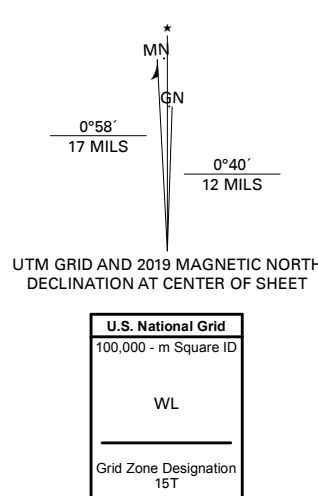 ★
MN
GN
0°58´
17 MILS
0°40´
12 MILS
UTM GRID AND 2019 MAGNETIC NORTH
DECLINATION AT CENTER OF SHEET
U.S. National Grid
100,000 - m Square ID
WL
Grid Zone Designation
15T